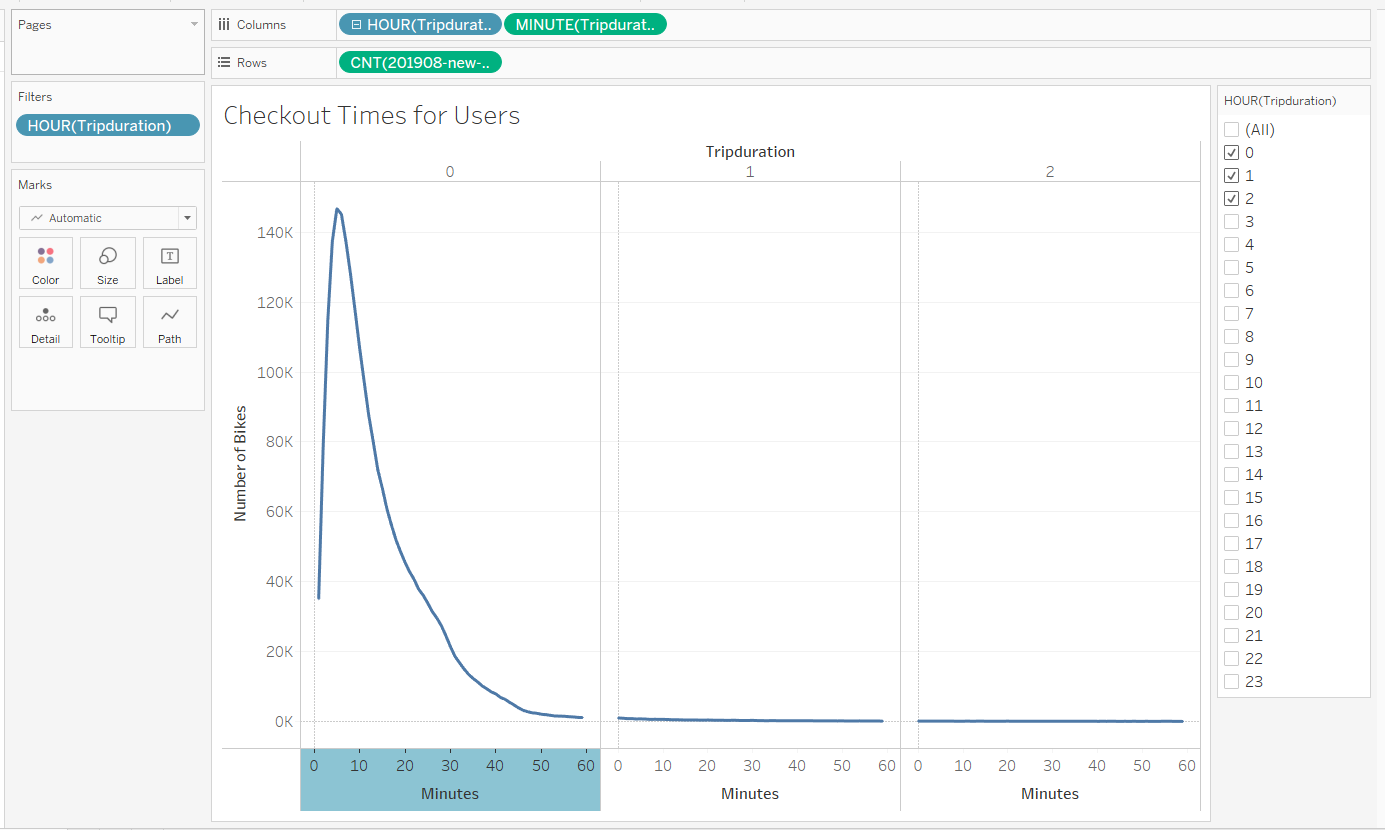 Pages
Columns
HOUR(Tripdurat..
MINUTE(Tripdurat..
Rows
CNT(201908-new-..
Filters
HOUR(Tripduration)
Marks
Automatic
Color
Size
Label
Detail
Tooltip
Path
Checkout Times for Users
Tripduration
0
1
2
Number of Bikes
140K
120K
100K
80K
60K
40K
20K
0K
0 10 20 30 40 50 60
0 10 20 30 40 50 60
0 10 20 30 40 50 60
Minutes
Minutes
Minutes
HOUR(Tripduration)
(All)
0
1
2
3
4
5
6
7
8
9
10
11
12
13
14
15
16
17
18
19
20
21
22
23